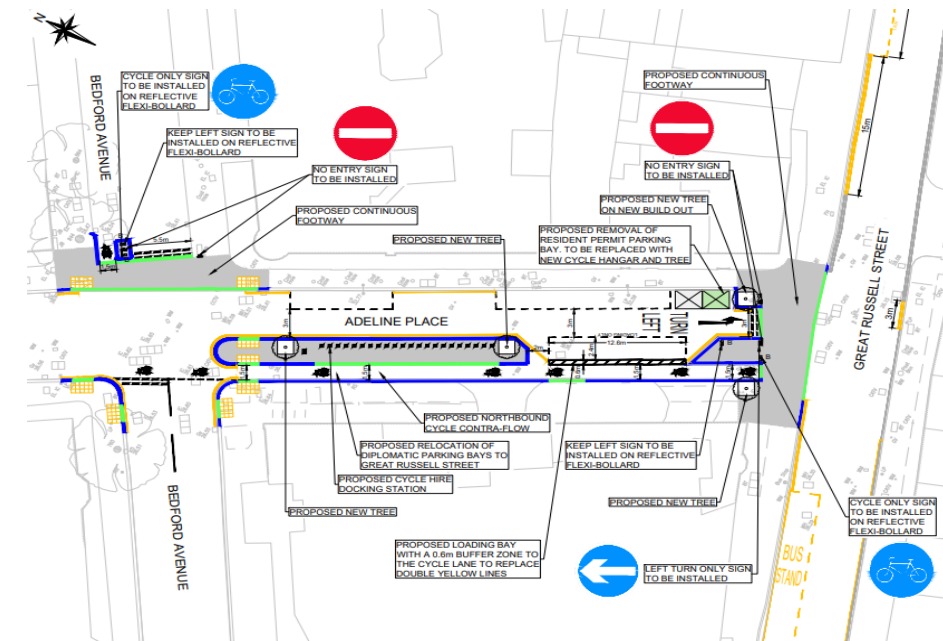 N
BEDFORD AVENUE
CYCLE ONLY SIGN
TO BE INSTALLED
ON REFLECTIVE
FLEXI-BOLLARD
KEEP LEFT SIGN TO BE
INSTALLED ON REFLECTIVE
FLEXI-BOLLARD
NO ENTRY SIGN
TO BE INSTALLED
PROPOSED CONTINUOUS
FOOTWAY
5.5m
PROPOSED NEW TREE
PROPOSED CONTINUOUS
FOOTWAY
NO ENTRY SIGN
TO BE INSTALLED
PROPOSED NEW TREE
ON NEW BUILD OUT
PROPOSED REMOVAL OF
RESIDENT PERMIT PARKING
BAY. TO BE REPLACED WITH
NEW CYCLE HANGAR AND TREE
15m
GREAT RUSSELL STREET
3m
ADELINE PLACE
3m
3m
TURN
LEFT
LOADING ONLY
12.6m
2m
PROPOSED NORTHBOUND
CYCLE CONTRA-FLOW
PROPOSED RELOCATION OF
DIPLOMATIC PARKING BAYS TO
GREAT RUSSELL STREET
PROPOSED CYCLE HIRE
DOCKING STATION
PROPOSED NEW TREE
BEDFORD AVENUE
KEEP LEFT SIGN TO BE
INSTALLED ON REFLECTIVE
FLEXI-BOLLARD
PROPOSED NEW TREE
CYCLE ONLY SIGN
TO BE INSTALLED
ON REFLECTIVE
FLEXI-BOLLARD
PROPOSED LOADING BAY
WITH A 0.6m BUFFER ZONE TO
THE CYCLE LANE TO REPLACE
DOUBLE YELLOW LINES
LEFT TURN ONLY SIGN
TO BE INSTALLED
BUS
STAND